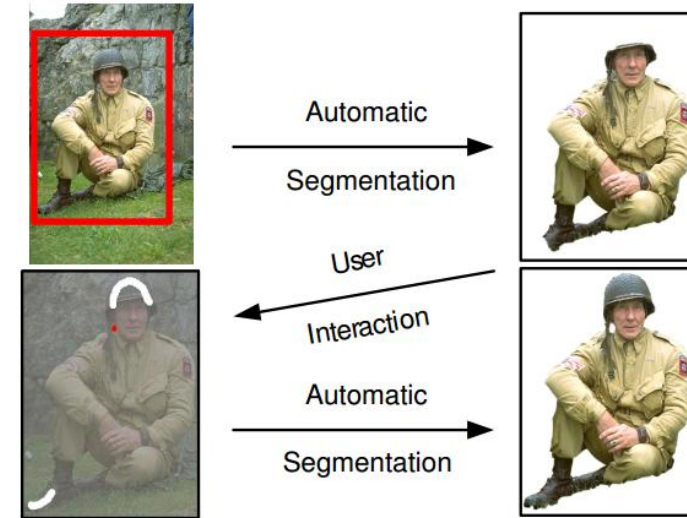 Automatic
Segmentation
User
Interaction
Automatic
Segmentation